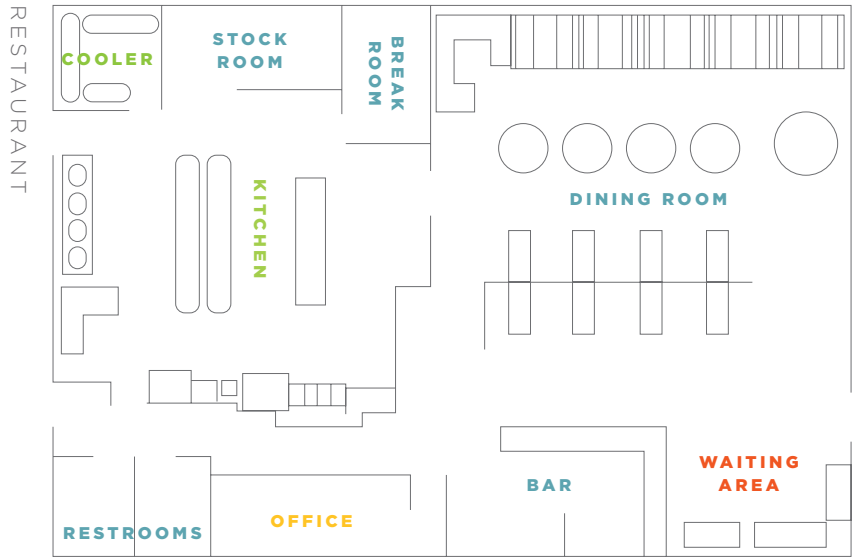 RESTAURANT
COOLER
STOCK
ROOM
BREAK
ROOM
KITCHEN
DINING ROOM
WAITING
AREA
BAR
OFFICE
RESTROOMS